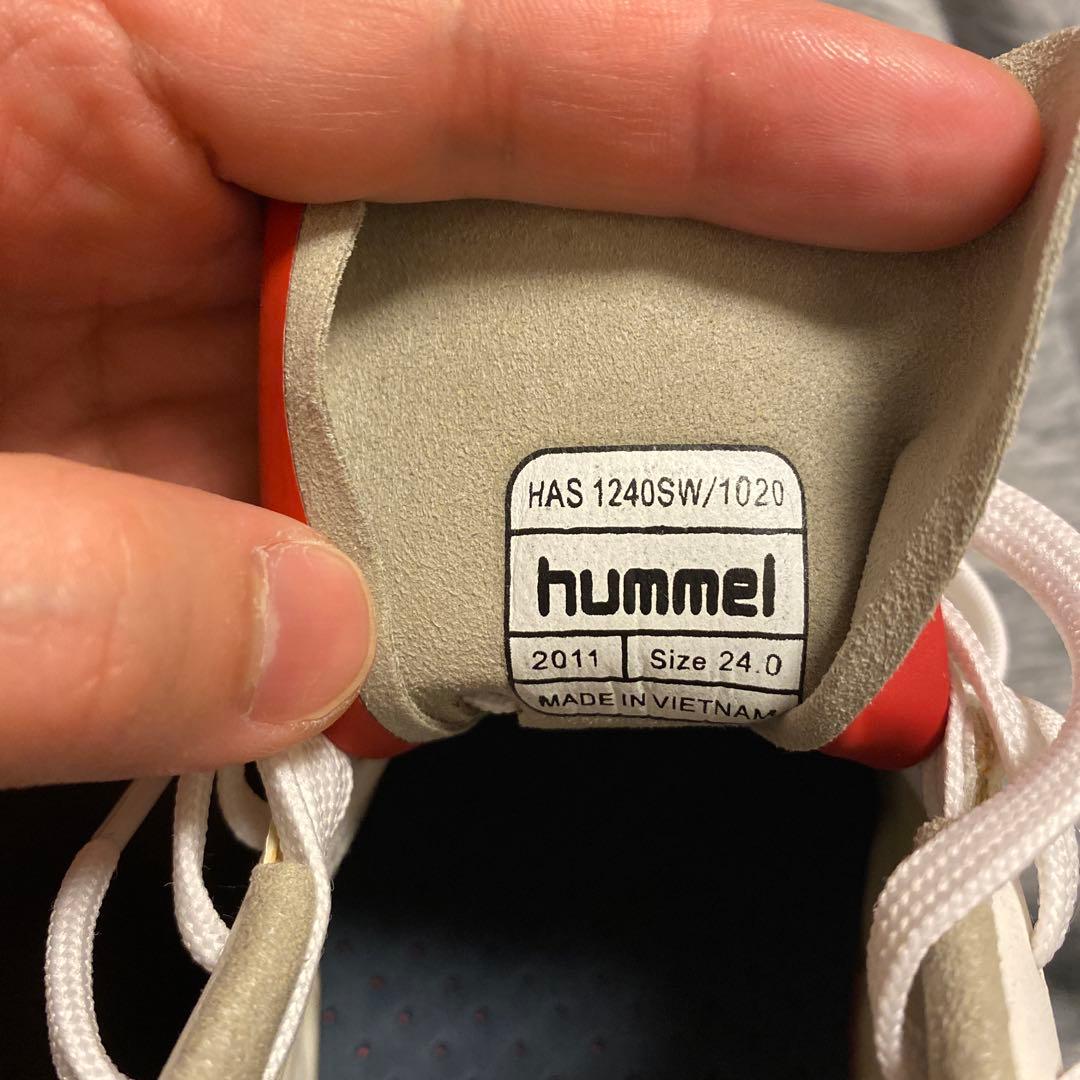 HAS 1240SW/1020
hummel
2011 Size 24.0
MADE IN VIETNAM